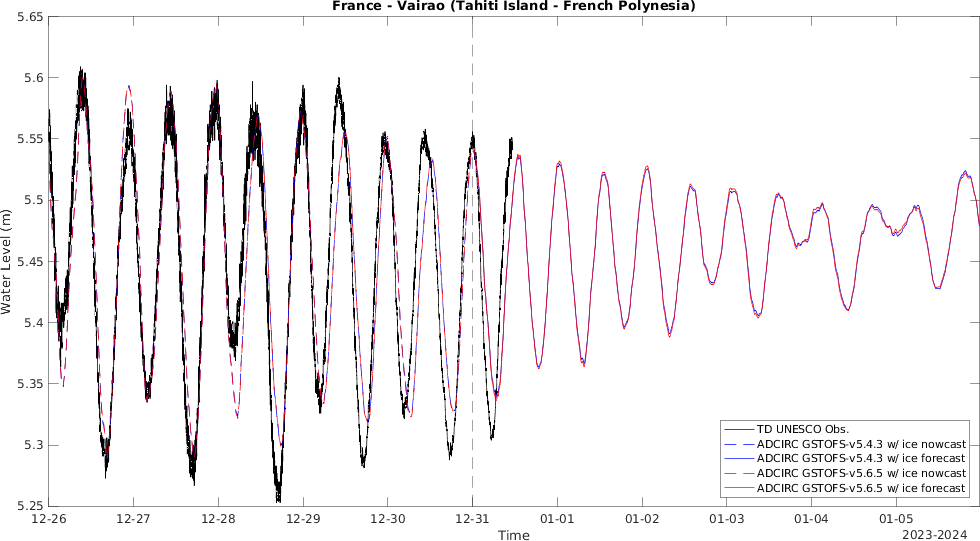 France - Vairao (Tahiti Island - French Polynesia)
Water Level (m)
5.65
5.6
5.55
5.5
5.45
5.4
5.35
5.3
5.25
12-26
12-27
12-28
12-29
12-30
12-31
01-01
01-02
01-03
01-04
01-05
Time
2023-2024
TD UNESCO Obs.
ADCIRC GSTOFS-v5.4.3 w/ ice nowcast
ADCIRC GSTOFS-v5.4.3 w/ ice forecast
ADCIRC GSTOFS-v5.6.5 w/ ice nowcast
ADCIRC GSTOFS-v5.6.5 w/ ice forecast